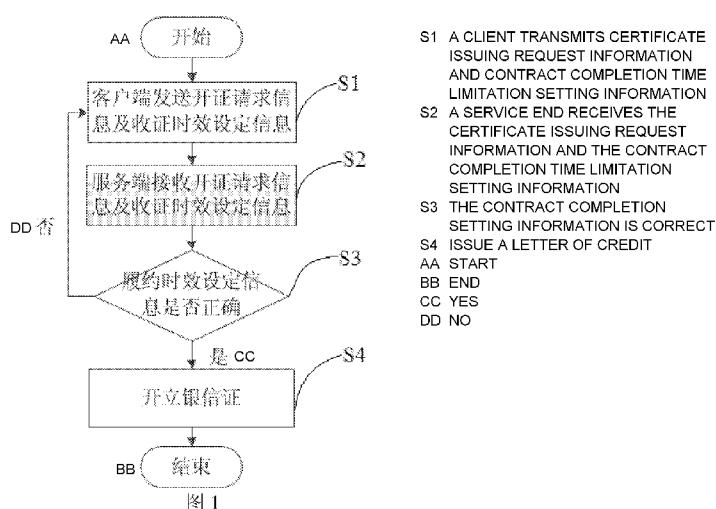 AA 开始
S1
客户端发送开证请求信
息及收证时效设定信息
S2
服务端接收开证请求信
息及收证时效设定信息
DD 否
S3
履约时效设定信
息是否正确
是 CC
S4
开立银信证
BB 结束
图 1
S1 A CLIENT TRANSMITS CERTIFICATE
ISSUING REQUEST INFORMATION
AND CONTRACT COMPLETION TIME
LIMITATION SETTING INFORMATION
S2 A SERVICE END RECEIVES THE
CERTIFICATE ISSUING REQUEST
INFORMATION AND THE CONTRACT
COMPLETION TIME LIMITATION
SETTING INFORMATION
S3 THE CONTRACT COMPLETION
SETTING INFORMATION IS CORRECT
S4 ISSUE A LETTER OF CREDIT
AA START
BB END
CC YES
DD NO